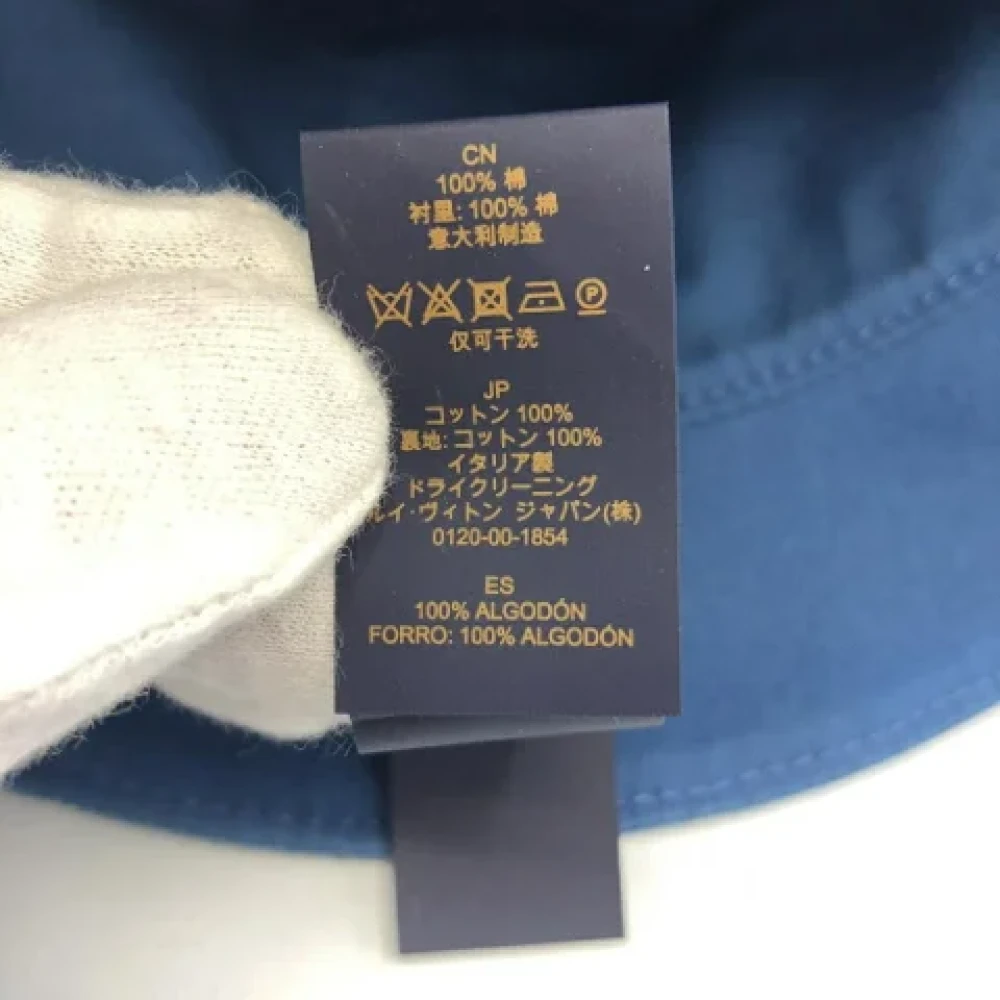 CN
100% 棉
衬里: 100% 棉
意大利制造
P
仅可干洗
JP
コットン 100%
裏地: コットン 100%
イタリア製
ドライクリーニング
ルイ・ヴィトン ジャパン(株)
0120-00-1854
ES
100% ALGODÓN
FORRO: 100% ALGODÓN